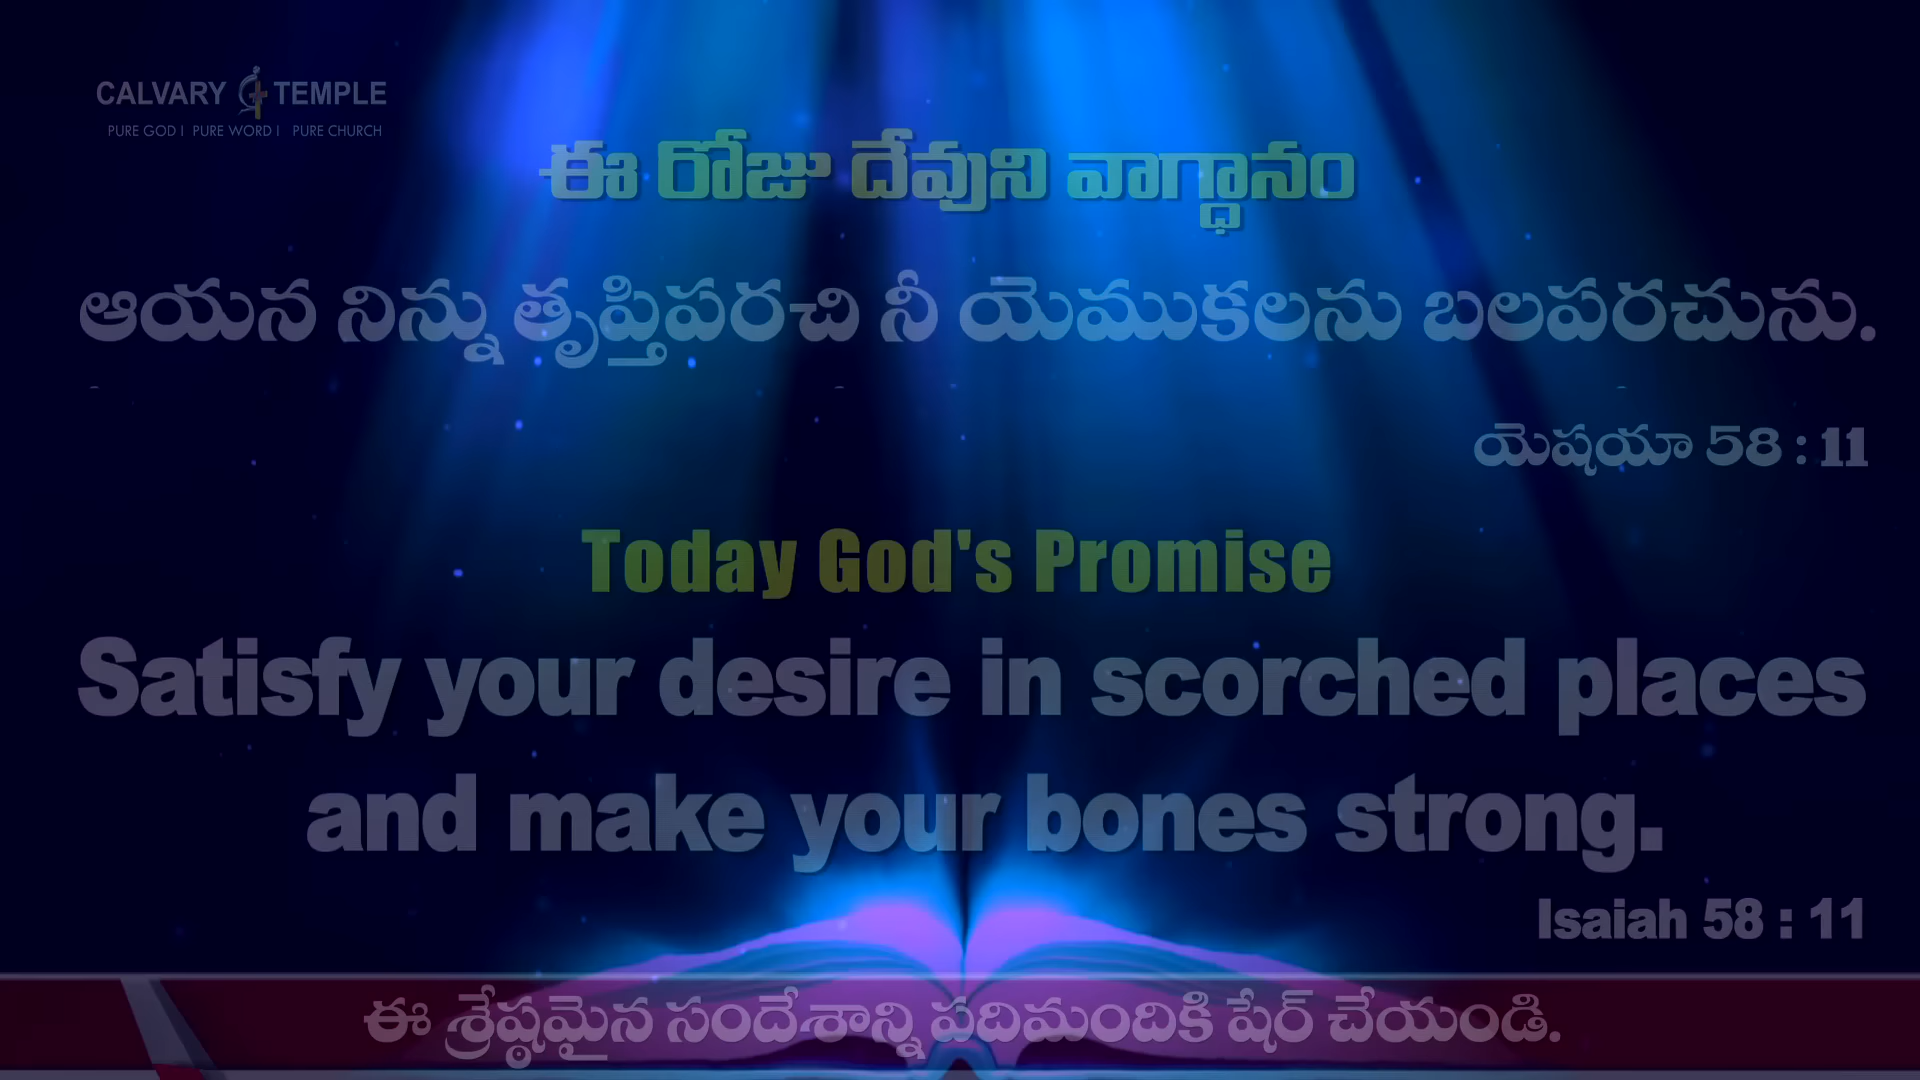 CALVARY TEMPLE
PURE GOD I PURE WORD I PURE CHURCH
ఈ రోజు దేవుని వాగ్ధానం
ఆయన నిన్ను తృప్తిపరచి నీ యెముకలను బలపరచును.
యెషయా 58 : 11
Today God's Promise
Satisfy your desire in scorched places
and make your bones strong.
Isaiah 58 : 11
ఈ శ్రేష్ఠమైన సందేశాన్ని పదిమందికి షేర్ చేయండి.